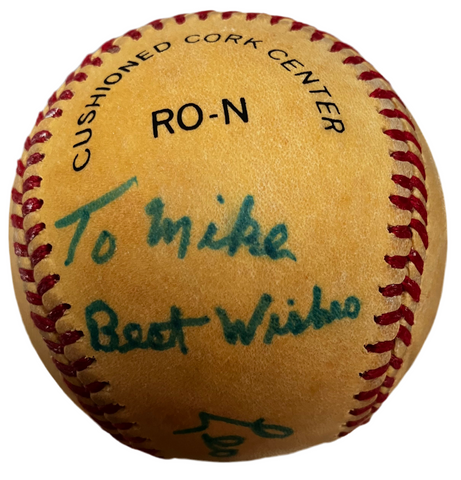 CUSHIONED CORK CENTER
RO-N
To Mike
Best Wishes